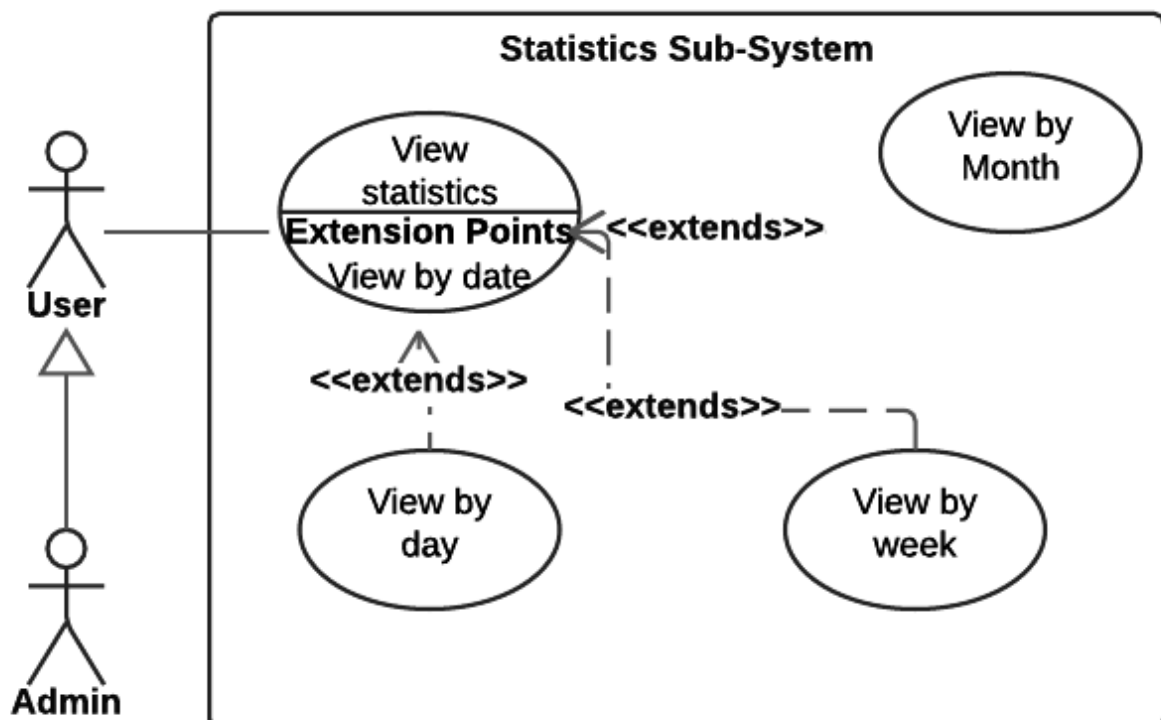 Statistics Sub-System
View by
Month
View
statistics
Extension Points
View by date
<<extends>>
User
<<extends>>
<<extends>>
View by
day
View by
week
Admin